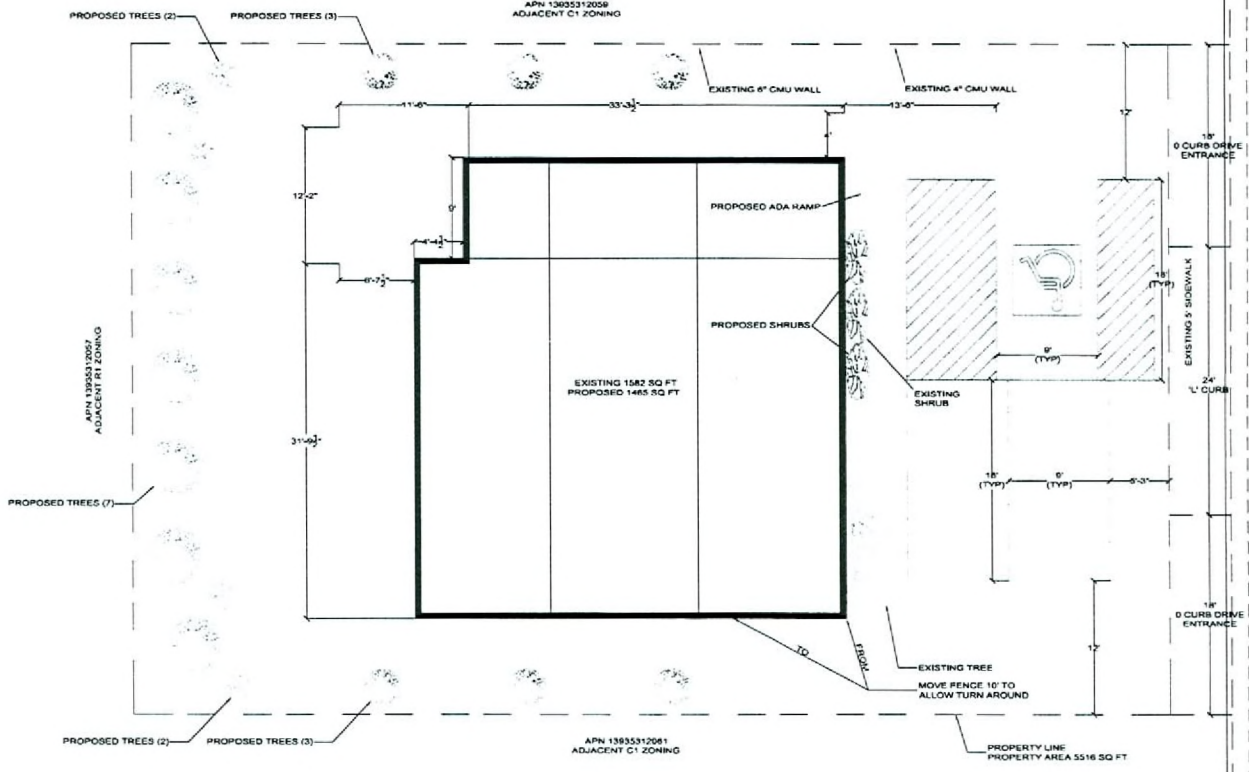 APN 13935312059
ADJACENT C1 ZONING
PROPOSED TREES (2)
PROPOSED TREES (3)
EXISTING 6" CMU WALL
EXISTING 4" CMU WALL
11'-6"
33'-3½"
13'-6"
12'
18'
0 CURB DRIVE
ENTRANCE
12'-2"
9'
4'-4½"
8'-7½"
PROPOSED ADA RAMP
PROPOSED SHRUBS
18'
(TYP)
EXISTING 5' SIDEWALK
9'
(TYP)
APN 13935312057
ADJACENT R1 ZONING
EXISTING 1582 SQ FT
PROPOSED 1465 SQ FT
EXISTING
SHRUB
24'
'L' CURB
31'-9½"
18'
(TYP)
9'
(TYP)
PROPOSED TREES (7)
18'
0 CURB DRIVE
ENTRANCE
12'
TO
FROM
EXISTING TREE
MOVE FENCE 10' TO
ALLOW TURN AROUND
PROPOSED TREES (2)
PROPOSED TREES (3)
APN 13935312061
ADJACENT C1 ZONING
PROPERTY LINE
PROPERTY AREA 5516 SQ FT